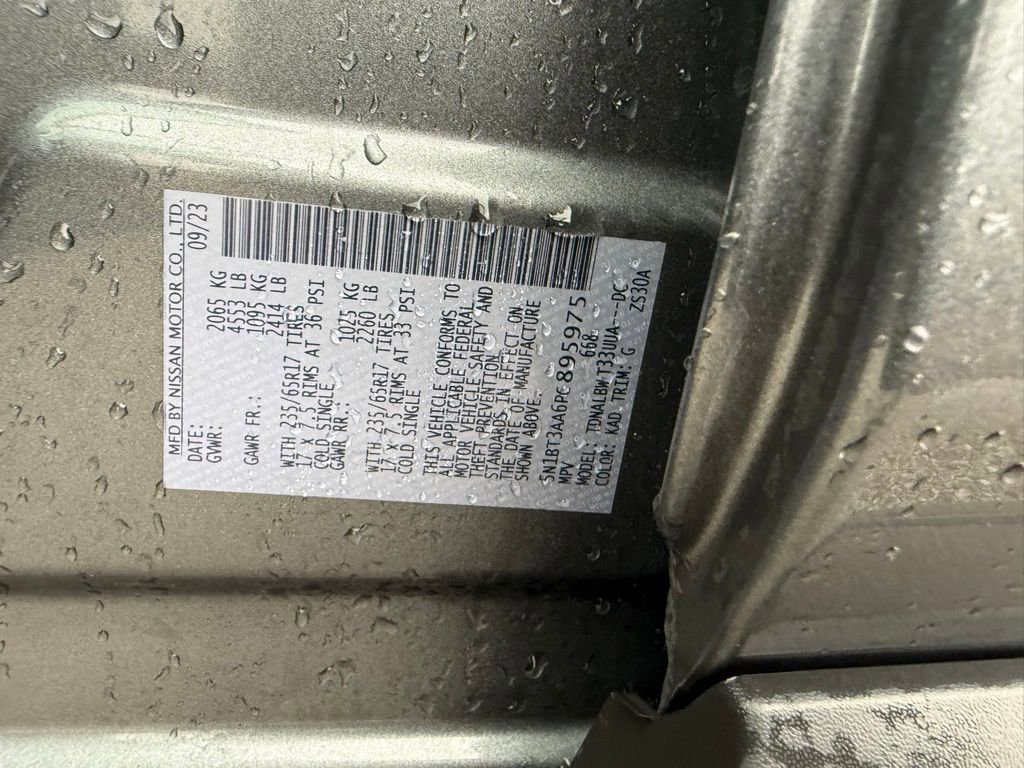 MFD BY NISSAN MOTOR CO., LTD.
DATE: 09/23
GVWR: 2065 KG
4553 LB
GAWR FR.: 1095 KG
2414 LB
WITH 235/65R17 TIRES
17 X 7.5 RIMS AT 36 PSI
COLD SINGLE
GAWR RR.: 1025 KG
2260 LB
WITH 235/65R17 TIRES
17 X 7.5 RIMS AT 33 PSI
COLD SINGLE
THIS VEHICLE CONFORMS TO
ALL APPLICABLE FEDERAL
MOTOR VEHICLE SAFETY AND
THEFT PREVENTION
STANDARDS IN EFFECT ON
THE DATE OF MANUFACTURE
SHOWN ABOVE.
5N1BT3AA6PC895975
MPV 668
MODEL: TDNALBW T33UUA--DC
COLOR: KAD TRIM: G ZS30A